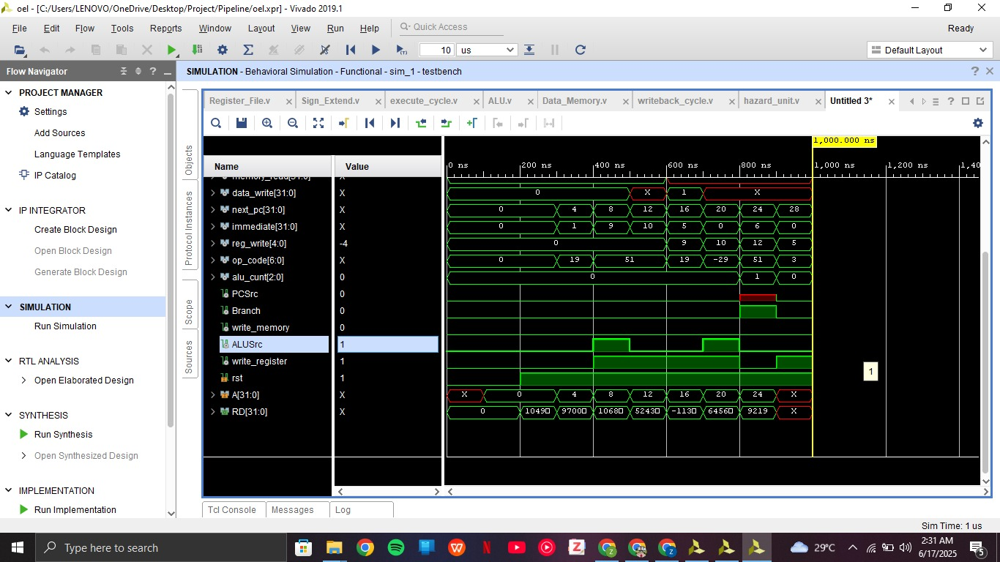 oel - [C:/Users/LENOVO/OneDrive/Desktop/Project/Pipeline/oel.xpr] - Vivado 2019.1
File Edit Flow Tools Reports Window Layout View Run Help Quick Access Ready
10 us Default Layout
Flow Navigator
PROJECT MANAGER
Settings
Add Sources
Language Templates
IP Catalog
IP INTEGRATOR
Create Block Design
Open Block Design
Generate Block Design
SIMULATION
Run Simulation
RTL ANALYSIS
Open Elaborated Design
SYNTHESIS
Run Synthesis
Open Synthesized Design
IMPLEMENTATION
Run Implementation
SIMULATION - Behavioral Simulation - Functional - sim_1 - testbench
Register_File.v Sign_Extend.v execute_cycle.v ALU.v Data_Memory.v writeback_cycle.v hazard_unit.v Untitled 3*
Objects
Protocol Instances
Scope
Sources
1,000.000 ns
Name Value 0 ns 200 ns 400 ns 600 ns 800 ns 1,000 ns 1,200 ns 1,40
memory_read[31:0] X
data_write[31:0] X 0 X 1 X
next_pc[31:0] X 0 4 8 12 16 20 24 28
immediate[31:0] X 0 1 9 10 5 0 6 0
reg_write[4:0] -4 0 9 10 12 5
op_code[6:0] X 0 19 51 19 -29 51 3
alu_cunt[2:0] 0 0 1 0
PCSrc 0
Branch 0
write_memory 0
ALUSrc 1
write_register 1
1
rst 1
A[31:0] X X 0 4 8 12 16 20 24 X
RD[31:0] X 0 1049 9700 1068 5243 -113 6456 9219 X
Tcl Console Messages Log
Sim Time: 1 us
Type here to search
29°C
2:31 AM
6/17/2025
5